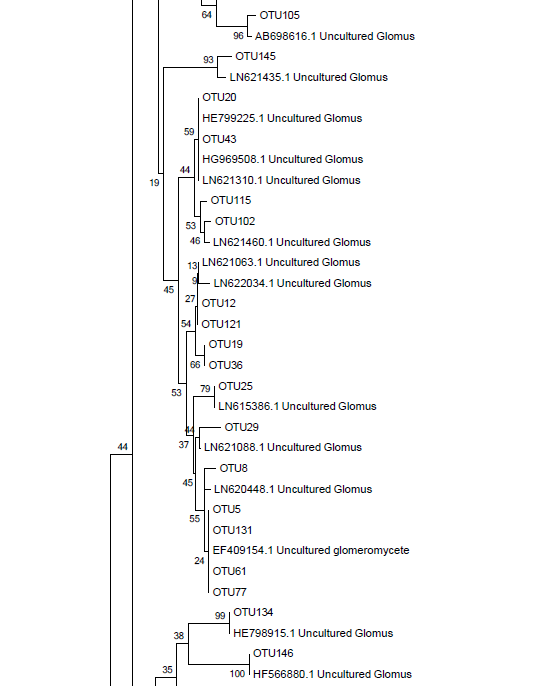 64
OTU105
96
AB698616.1 Uncultured Glomus
93
OTU145
LN621435.1 Uncultured Glomus
OTU20
HE799225.1 Uncultured Glomus
59
OTU43
HG969508.1 Uncultured Glomus
44
LN621310.1 Uncultured Glomus
19
OTU115
53
OTU102
46
LN621460.1 Uncultured Glomus
13
LN621063.1 Uncultured Glomus
9
LN622034.1 Uncultured Glomus
45
27
OTU12
54
OTU121
OTU19
66
OTU36
53
79
OTU25
LN615386.1 Uncultured Glomus
44
OTU29
37
LN621088.1 Uncultured Glomus
44
OTU8
45
LN620448.1 Uncultured Glomus
OTU5
55
OTU131
EF409154.1 Uncultured glomeromycete
24
OTU61
OTU77
99
OTU134
HE798915.1 Uncultured Glomus
38
OTU146
35
100
HF566880.1 Uncultured Glomus